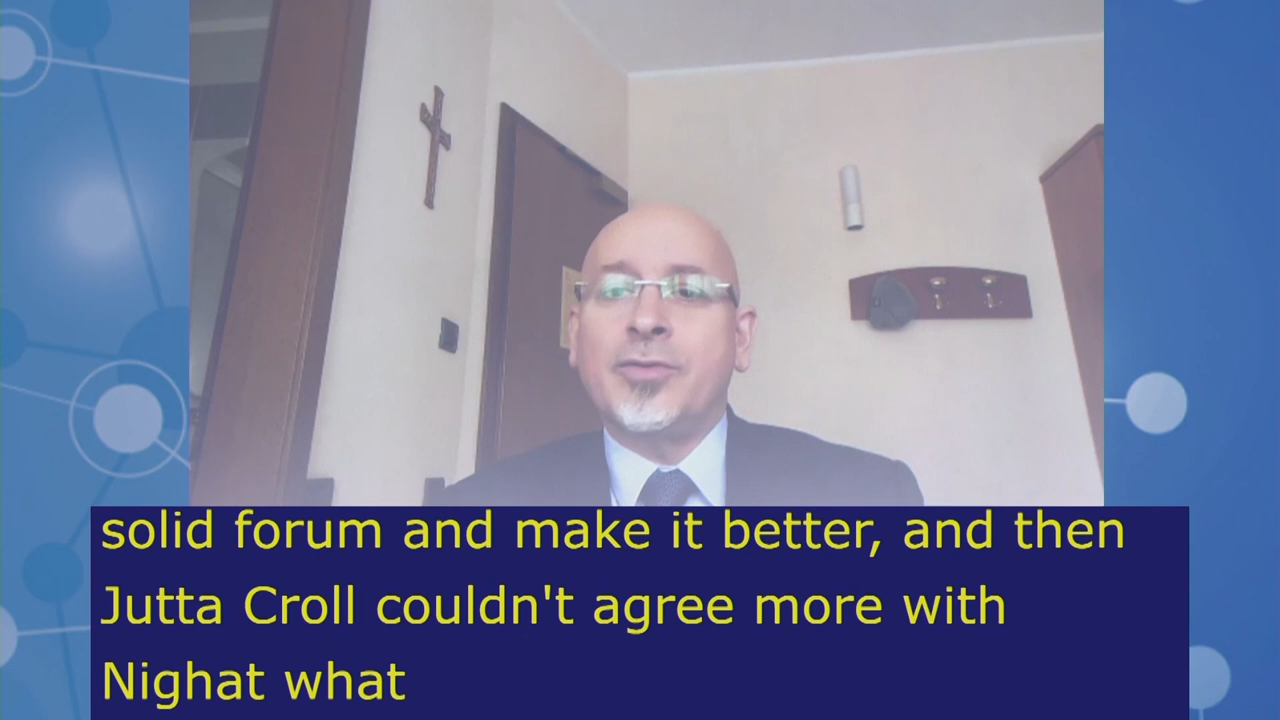 solid forum and make it better, and then
Jutta Croll couldn't agree more with
Nighat what